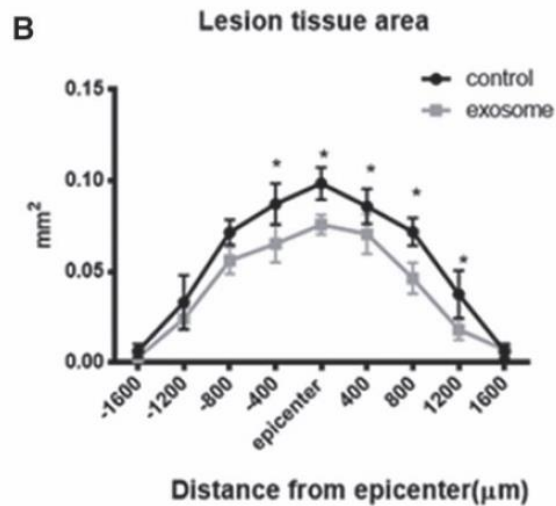 B
Lesion tissue area
control
exosome
0.15
0.10
0.05
0.00
mm²
* * * * *
-1600 -1200 -800 -400 epicenter 400 800 1200 1600
Distance from epicenter(μm)